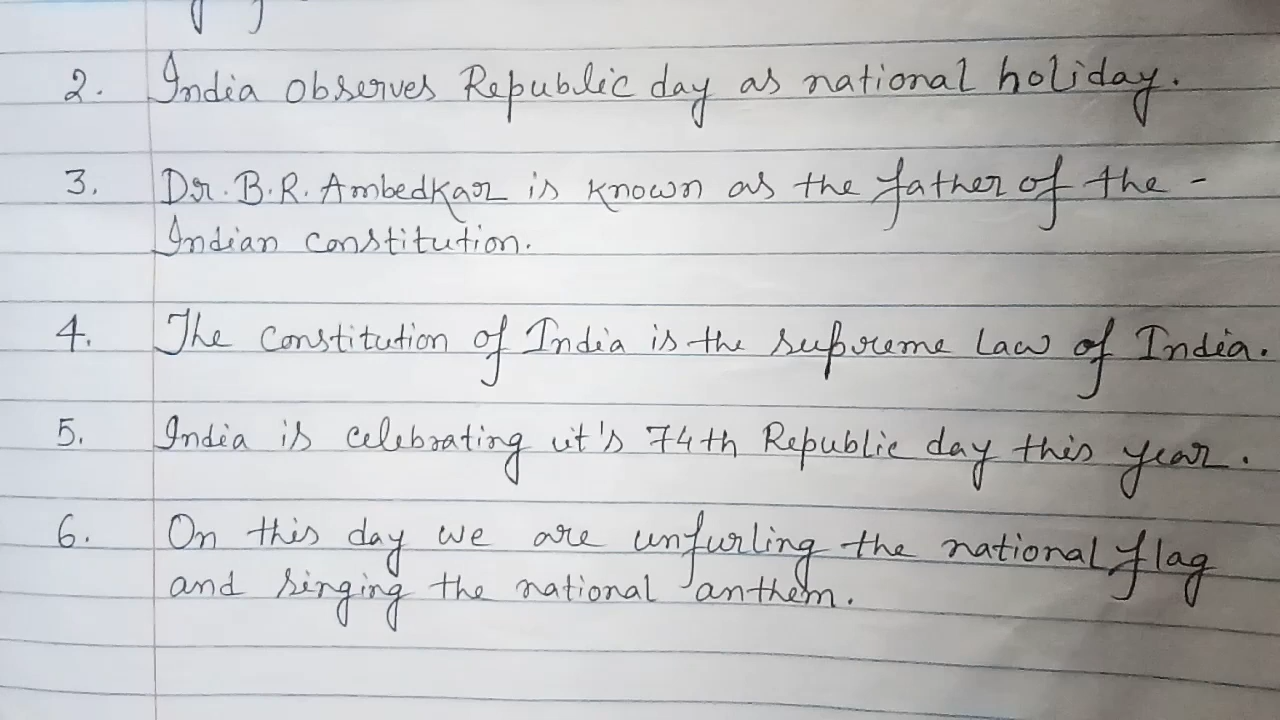 2. India observes Republic day as national holiday.
3. Dr. B.R. Ambedkar is known as the father of the -
Indian constitution.
4. The constitution of India is the supreme law of India.
5. India is celebrating it's 74th Republic day this year.
6. On this day we are unfurling the national flag
and singing the national anthem.